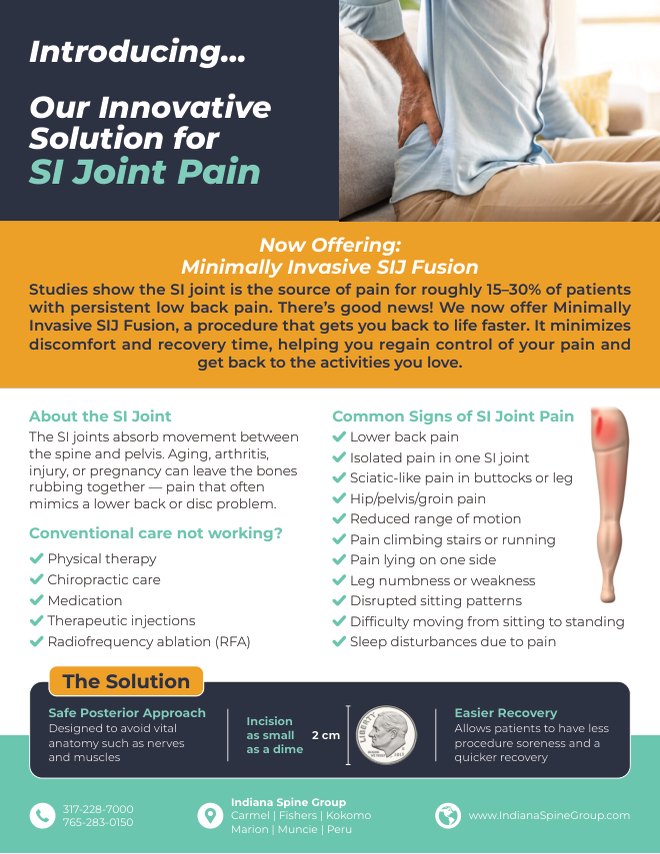 Introducing...
Our Innovative
Solution for
SI Joint Pain
Now Offering:
Minimally Invasive SIJ Fusion
Studies show the SI joint is the source of pain for roughly 15–30% of patients
with persistent low back pain. There's good news! We now offer Minimally
Invasive SIJ Fusion, a procedure that gets you back to life faster. It minimizes
discomfort and recovery time, helping you regain control of your pain and
get back to the activities you love.
About the SI Joint
The SI joints absorb movement between
the spine and pelvis. Aging, arthritis,
injury, or pregnancy can leave the bones
rubbing together — pain that often
mimics a lower back or disc problem.
Conventional care not working?
Physical therapy
Chiropractic care
Medication
Therapeutic injections
Radiofrequency ablation (RFA)
Common Signs of SI Joint Pain
Lower back pain
Isolated pain in one SI joint
Sciatic-like pain in buttocks or leg
Hip/pelvis/groin pain
Reduced range of motion
Pain climbing stairs or running
Pain lying on one side
Leg numbness or weakness
Disrupted sitting patterns
Difficulty moving from sitting to standing
Sleep disturbances due to pain
The Solution
Safe Posterior Approach
Designed to avoid vital
anatomy such as nerves
and muscles
Incision
as small
as a dime
2 cm
LIBERTY
Easier Recovery
Allows patients to have less
procedure soreness and a
quicker recovery
317-228-7000
765-283-0150
Indiana Spine Group
Carmel | Fishers | Kokomo
Marion | Muncie | Peru
www.IndianaSpineGroup.com